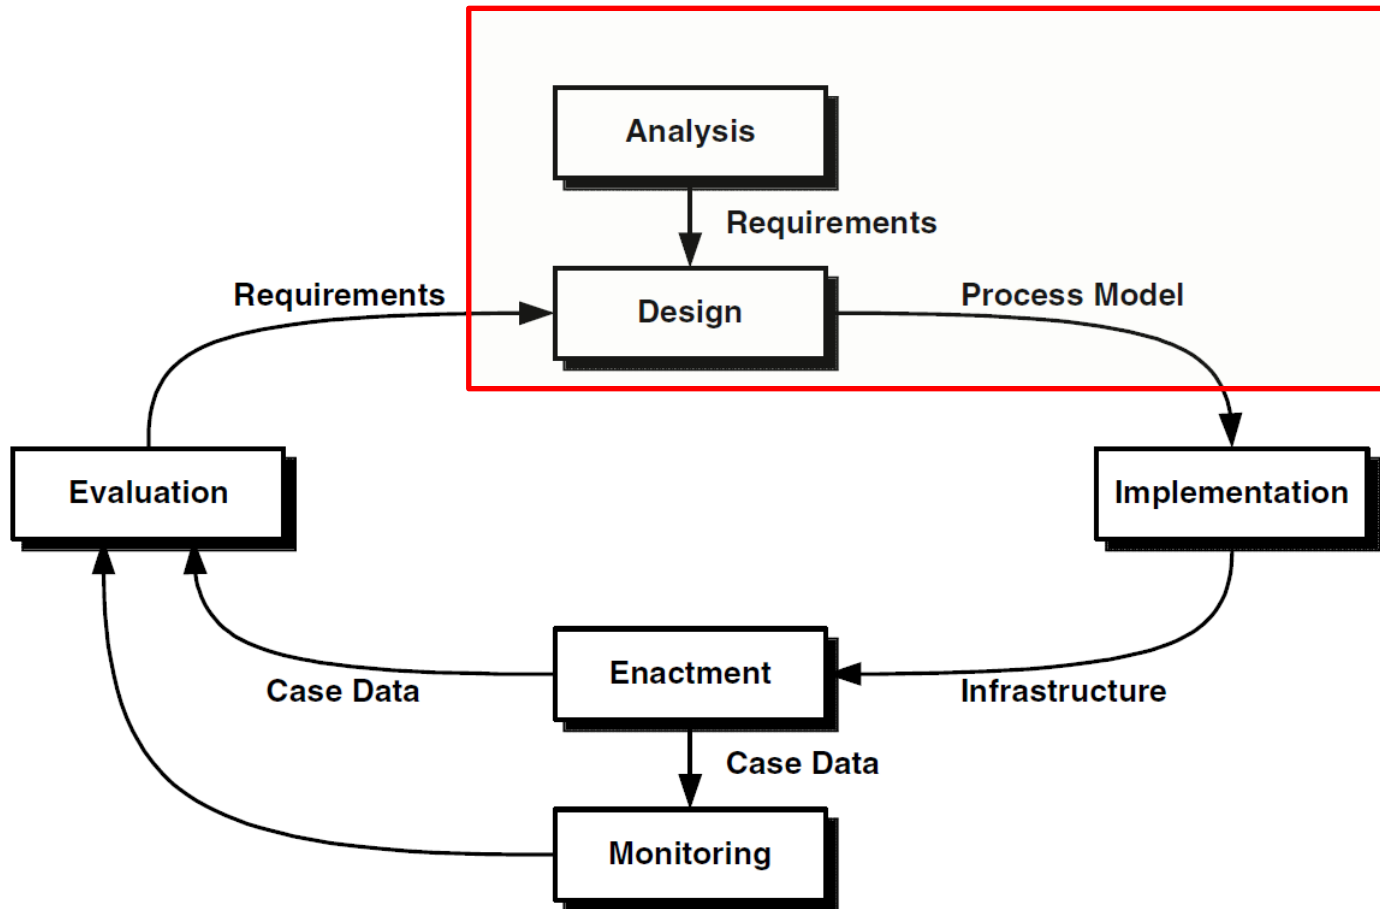 Analysis
Requirements
Requirements
Design
Process Model
Evaluation
Implementation
Enactment
Case Data
Infrastructure
Case Data
Monitoring